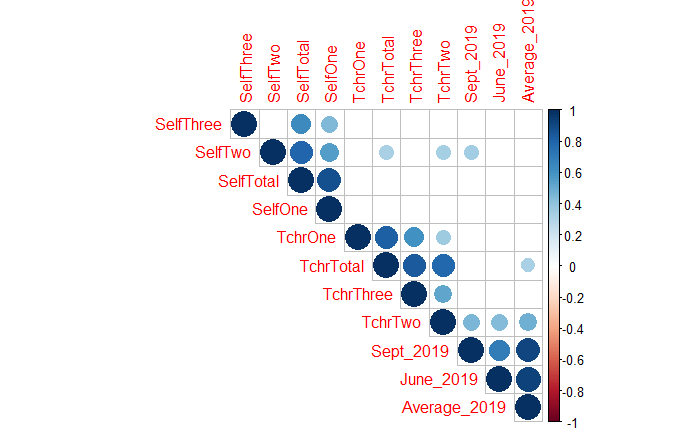 SelfThree
SelfTwo
SelfTotal
SelfOne
TchrOne
TchrTotal
TchrThree
TchrTwo
Sept_2019
June_2019
Average_2019
SelfThree
SelfTwo
SelfTotal
SelfOne
TchrOne
TchrTotal
TchrThree
TchrTwo
Sept_2019
June_2019
Average_2019
1
0.8
0.6
0.4
0.2
0
-0.2
-0.4
-0.6
-0.8
-1